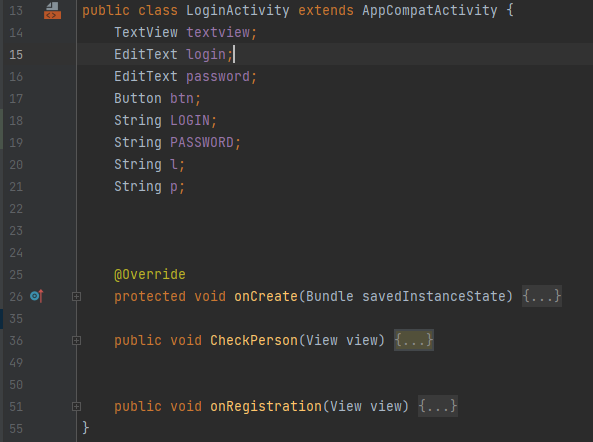 13 public class LoginActivity extends AppCompatActivity {
14 TextView textview;
15 EditText login;
16 EditText password;
17 Button btn;
18 String LOGIN;
19 String PASSWORD;
20 String l;
21 String p;
22
23
24
25 @Override
26 protected void onCreate(Bundle savedInstanceState) {...}
35
36 public void CheckPerson(View view) {...}
49
50
51 public void onRegistration(View view) {...}
55 }